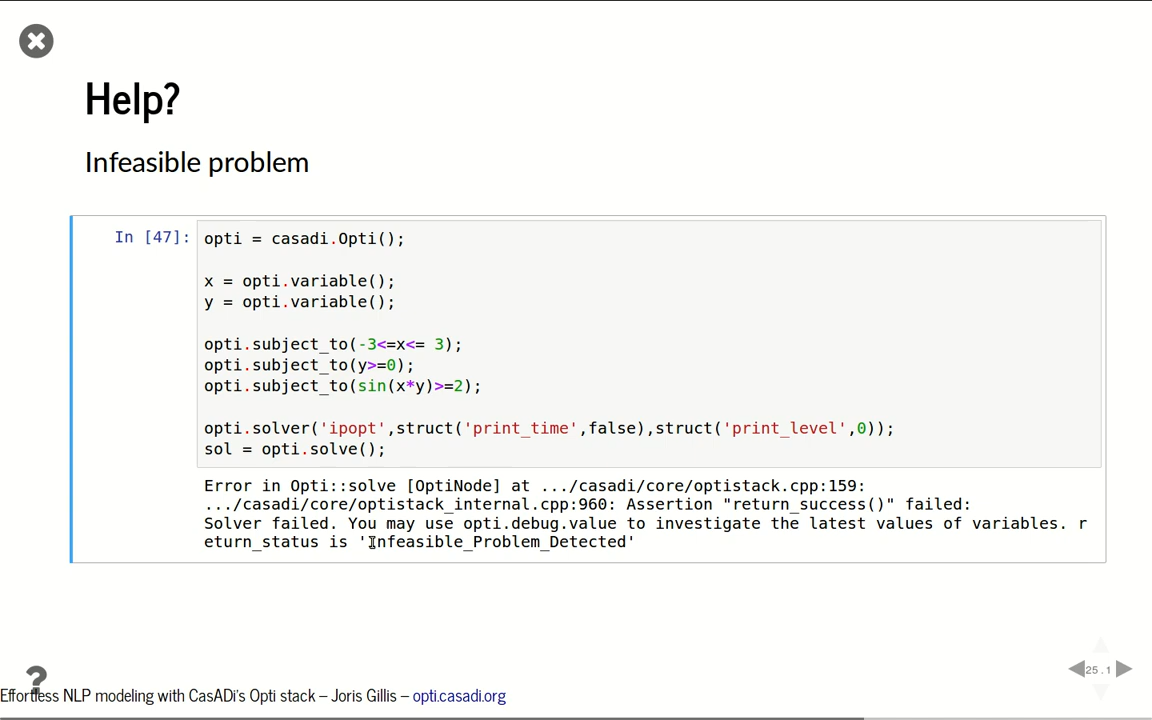 Help?
Infeasible problem
In [47]:
opti = casadi.Opti();
x = opti.variable();
y = opti.variable();
opti.subject_to(-3<=x<= 3);
opti.subject_to(y>=0);
opti.subject_to(sin(x*y)>=2);
opti.solver('ipopt',struct('print_time',false),struct('print_level',0));
sol = opti.solve();
Error in Opti::solve [OptiNode] at .../casadi/core/optistack.cpp:159:
.../casadi/core/optistack_internal.cpp:960: Assertion "return_success()" failed:
Solver failed. You may use opti.debug.value to investigate the latest values of variables. r
eturn_status is 'Infeasible_Problem_Detected'
25.1
?
Effortless NLP modeling with CasADi's Opti stack – Joris Gillis – opti.casadi.org